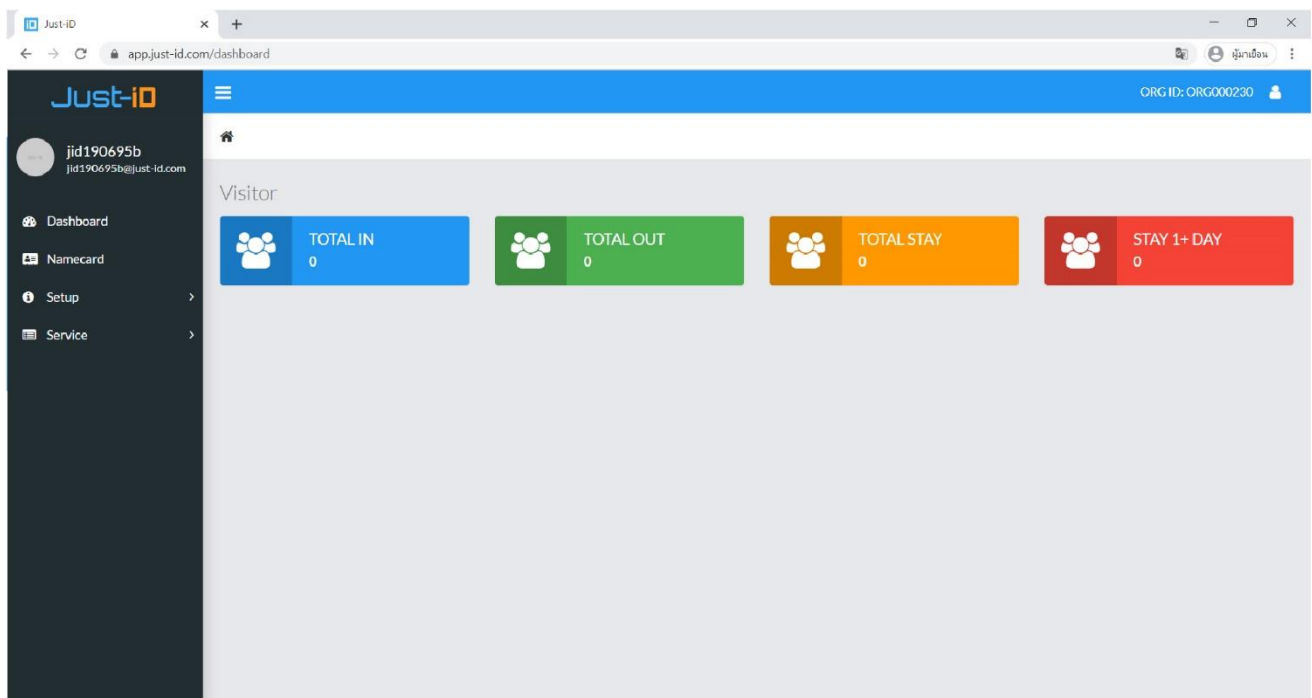 Just-iD
app.just-id.com/dashboard
ผู้มาเยือน
Just-iD
ORG ID: ORG000230
jid190695b
jid190695b@just-id.com
Visitor
Dashboard
Namecard
Setup
Service
TOTAL IN
0
TOTAL OUT
0
TOTAL STAY
0
STAY 1+ DAY
0